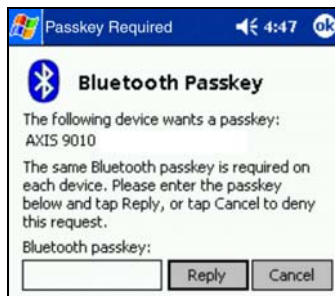 Passkey Required 4:47 ok
Bluetooth Passkey
The following device wants a passkey:
AXIS 9010
The same Bluetooth passkey is required on
each device. Please enter the passkey
below and tap Reply, or tap Cancel to deny
this request.
Bluetooth passkey:
Reply Cancel